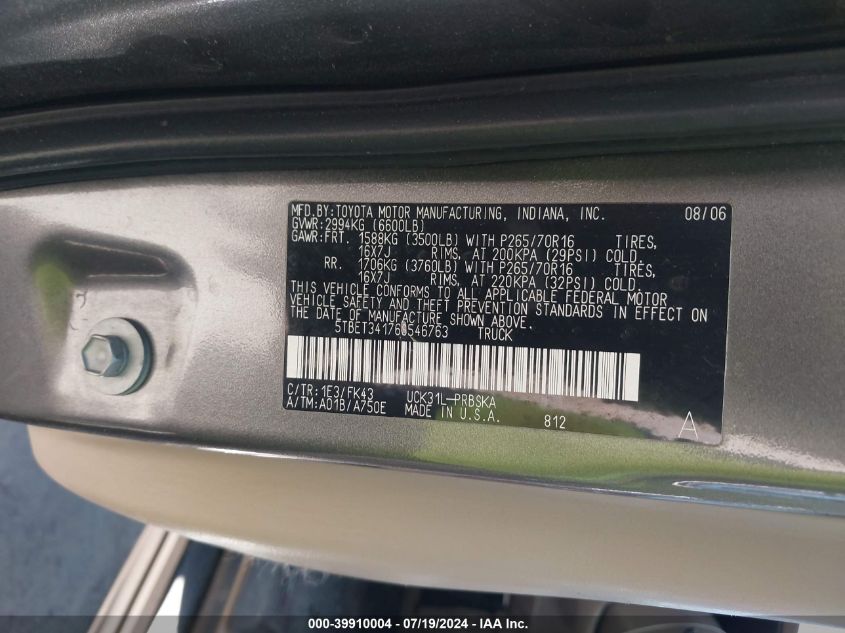 MFD.BY:TOYOTA MOTOR MANUFACTURING, INDIANA, INC. 08/06
GVWR:2994KG (6600LB)
GAWR:FRT. 1588KG (3500LB) WITH P265/70R16 TIRES,
16X7J RIMS, AT 200KPA (29PSI) COLD.
RR. 1706KG (3760LB) WITH P265/70R16 TIRES,
16X7J RIMS, AT 220KPA (32PSI) COLD.
THIS VEHICLE CONFORMS TO ALL APPLICABLE FEDERAL MOTOR
VEHICLE SAFETY AND THEFT PREVENTION STANDARDS IN EFFECT ON
THE DATE OF MANUFACTURE SHOWN ABOVE.
5TBET34176S546763 TRUCK
C/TR:1E3/FK43 UCK31L-PRBSKA
A/TM:A01B/A750E MADE IN U.S.A. 812 A
000-39910004 - 07/19/2024 - IAA Inc.